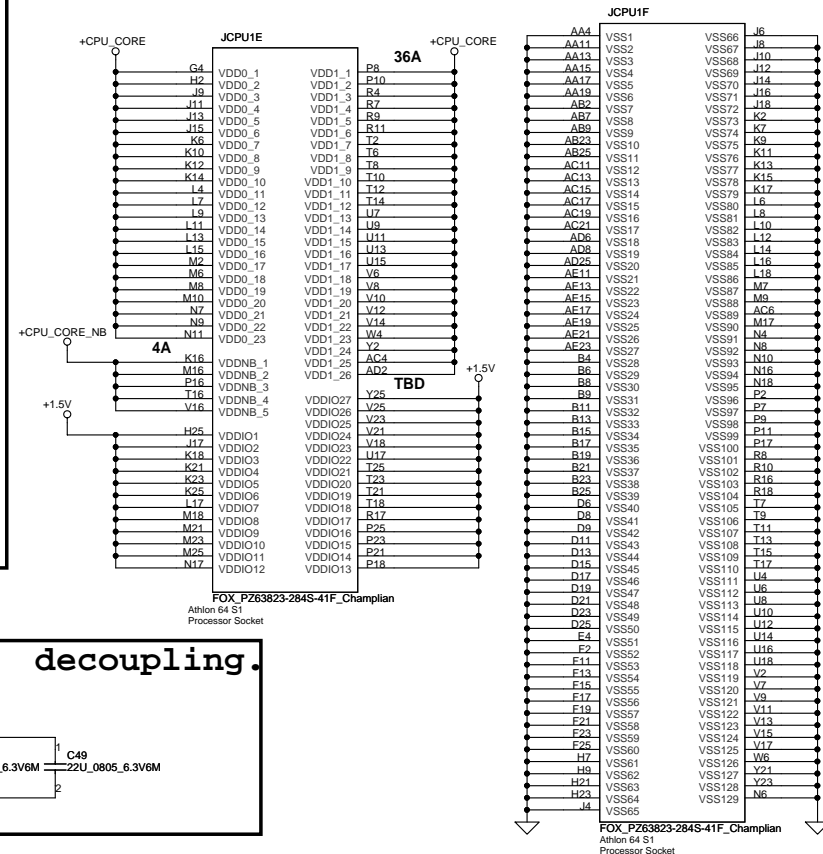 JCPU1E
+CPU_CORE
+CPU_CORE
36A
G4 VDD0_1 VDD1_1 P8
H2 VDD0_2 VDD1_2 P10
J9 VDD0_3 VDD1_3 R4
J11 VDD0_4 VDD1_4 R7
J13 VDD0_5 VDD1_5 R9
J15 VDD0_6 VDD1_6 R11
K6 VDD0_7 VDD1_7 T2
K10 VDD0_8 VDD1_8 T6
K12 VDD0_9 VDD1_9 T8
K14 VDD0_10 VDD1_10 T10
L4 VDD0_11 VDD1_11 T12
L7 VDD0_12 VDD1_12 T14
L9 VDD0_13 VDD1_13 U7
L11 VDD0_14 VDD1_14 U9
L13 VDD0_15 VDD1_15 U11
L15 VDD0_16 VDD1_16 U13
M2 VDD0_17 VDD1_17 U15
M6 VDD0_18 VDD1_18 V6
M8 VDD0_19 VDD1_19 V8
M10 VDD0_20 VDD1_20 V10
N7 VDD0_21 VDD1_21 V12
N9 VDD0_22 VDD1_22 V14
N11 VDD0_23 VDD1_23 W4
VDD1_24 Y2
+CPU_CORE_NB
4A
K16 VDDNB_1 VDD1_25 AC4
M16 VDDNB_2 VDD1_26 AD2
P16 VDDNB_3
T16 VDDNB_4
V16 VDDNB_5
TBD
+1.5V
+1.5V
VDDIO27 Y25
VDDIO26 V25
VDDIO25 V23
H25 VDDIO1 VDDIO24 V21
J17 VDDIO2 VDDIO23 V18
K18 VDDIO3 VDDIO22 U17
K21 VDDIO4 VDDIO21 T25
K23 VDDIO5 VDDIO20 T23
K25 VDDIO6 VDDIO19 T21
L17 VDDIO7 VDDIO18 T18
M18 VDDIO8 VDDIO17 R17
M21 VDDIO9 VDDIO16 P25
M23 VDDIO10 VDDIO15 P23
M25 VDDIO11 VDDIO14 P21
N17 VDDIO12 VDDIO13 P18
FOX_PZ63823-284S-41F_Champlian
Athlon 64 S1
Processor Socket
decoupling.
6.3V6M
1
C49
22U_0805_6.3V6M
2
JCPU1F
AA4 VSS1 VSS66 J6
AA11 VSS2 VSS67 J8
AA13 VSS3 VSS68 J10
AA15 VSS4 VSS69 J12
AA17 VSS5 VSS70 J14
AA19 VSS6 VSS71 J16
AB2 VSS7 VSS72 J18
AB7 VSS8 VSS73 K2
AB9 VSS9 VSS74 K7
AB23 VSS10 VSS75 K9
AB25 VSS11 VSS76 K11
AC11 VSS12 VSS77 K13
AC13 VSS13 VSS78 K15
AC15 VSS14 VSS79 K17
AC17 VSS15 VSS80 L6
AC19 VSS16 VSS81 L8
AC21 VSS17 VSS82 L10
AD6 VSS18 VSS83 L12
AD8 VSS19 VSS84 L14
AD25 VSS20 VSS85 L16
AE11 VSS21 VSS86 L18
AE13 VSS22 VSS87 M7
AE15 VSS23 VSS88 M9
AE17 VSS24 VSS89 AC6
AE19 VSS25 VSS90 M17
AE21 VSS26 VSS91 N4
AE23 VSS27 VSS92 N8
B4 VSS28 VSS93 N10
B6 VSS29 VSS94 N16
B8 VSS30 VSS95 N18
B9 VSS31 VSS96 P2
B11 VSS32 VSS97 P7
B13 VSS33 VSS98 P9
B15 VSS34 VSS99 P11
B17 VSS35 VSS100 P17
B19 VSS36 VSS101 R8
B21 VSS37 VSS102 R10
B23 VSS38 VSS103 R16
B25 VSS39 VSS104 R18
D6 VSS40 VSS105 T7
D8 VSS41 VSS106 T9
D9 VSS42 VSS107 T11
D11 VSS43 VSS108 T13
D13 VSS44 VSS109 T15
D15 VSS45 VSS110 T17
D17 VSS46 VSS111 U4
D19 VSS47 VSS112 U6
D21 VSS48 VSS113 U8
D23 VSS49 VSS114 U10
D25 VSS50 VSS115 U12
E4 VSS51 VSS116 U14
F2 VSS52 VSS117 U16
F11 VSS53 VSS118 U18
F13 VSS54 VSS119 V2
F15 VSS55 VSS120 V7
F17 VSS56 VSS121 V9
F19 VSS57 VSS122 V11
F21 VSS58 VSS123 V13
F23 VSS59 VSS124 V15
F25 VSS60 VSS125 V17
H7 VSS61 VSS126 W6
H9 VSS62 VSS127 Y21
H21 VSS63 VSS128 Y23
H23 VSS64 VSS129 N6
J4 VSS65
FOX_PZ63823-284S-41F_Champlian
Athlon 64 S1
Processor Socket